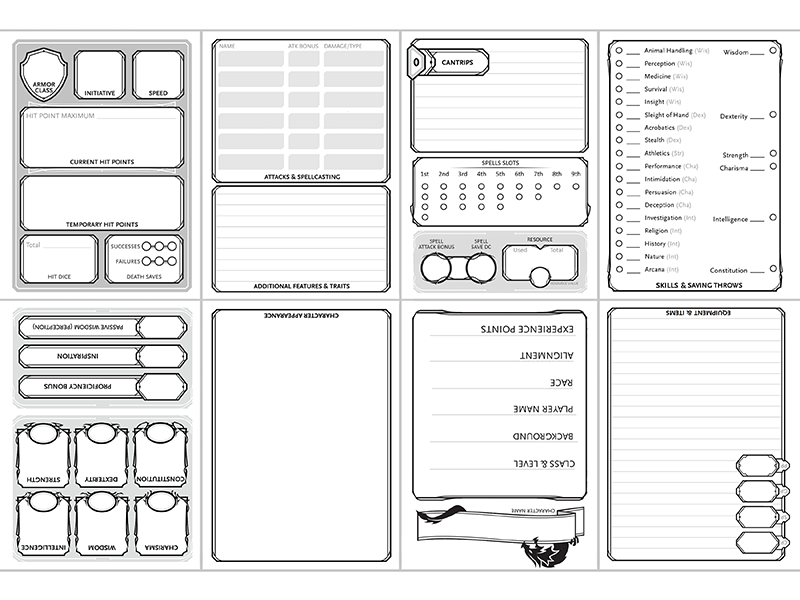 ARMOR
CLASS
INITIATIVE
SPEED
HIT POINT MAXIMUM
CURRENT HIT POINTS
TEMPORARY HIT POINTS
Total
HIT DICE
SUCCESSES
FAILURES
DEATH SAVES
NAME ATK BONUS DAMAGE/TYPE
ATTACKS & SPELLCASTING
ADDITIONAL FEATURES & TRAITS
CANTRIPS
SPELLS SLOTS
1st 2nd 3rd 4th 5th 6th 7th 8th 9th
SPELL
ATTACK BONUS
SPELL
SAVE DC
RESOURCE
Used Total
Animal Handling (Wis) Wisdom
Perception (Wis)
Medicine (Wis)
Survival (Wis)
Insight (Wis)
Sleight of Hand (Dex) Dexterity
Acrobatics (Dex)
Stealth (Dex)
Athletics (Str) Strength
Performance (Cha) Charisma
Intimidation (Cha)
Persuasion (Cha)
Deception (Cha)
Investigation (Int) Intelligence
Religion (Int)
History (Int)
Nature (Int)
Arcana (Int) Constitution
SKILLS & SAVING THROWS
PROFICIENCY BONUS
INSPIRATION
PASSIVE WISDOM (PERCEPTION)
CHARISMA
WISDOM
INTELLIGENCE
CONSTITUTION
DEXTERITY
STRENGTH
CHARACTER APPEARANCE
CHARACTER NAME
CLASS & LEVEL
BACKGROUND
PLAYER NAME
RACE
ALIGNMENT
EXPERIENCE POINTS
EQUIPMENT & ITEMS